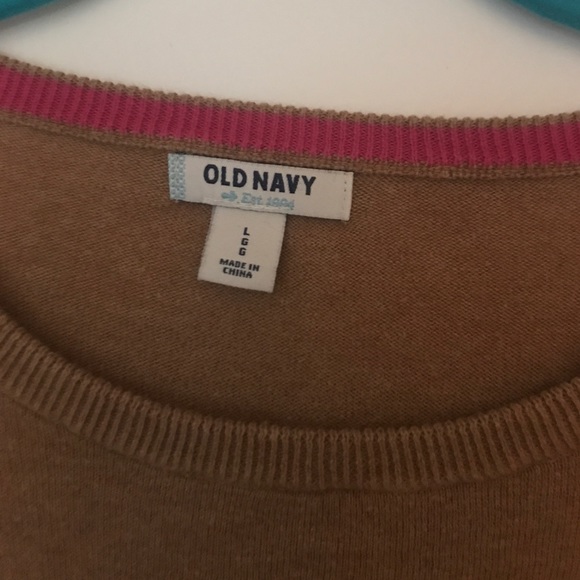 OLD NAVY
Est. 1994
L
G
G
MADE IN
CHINA